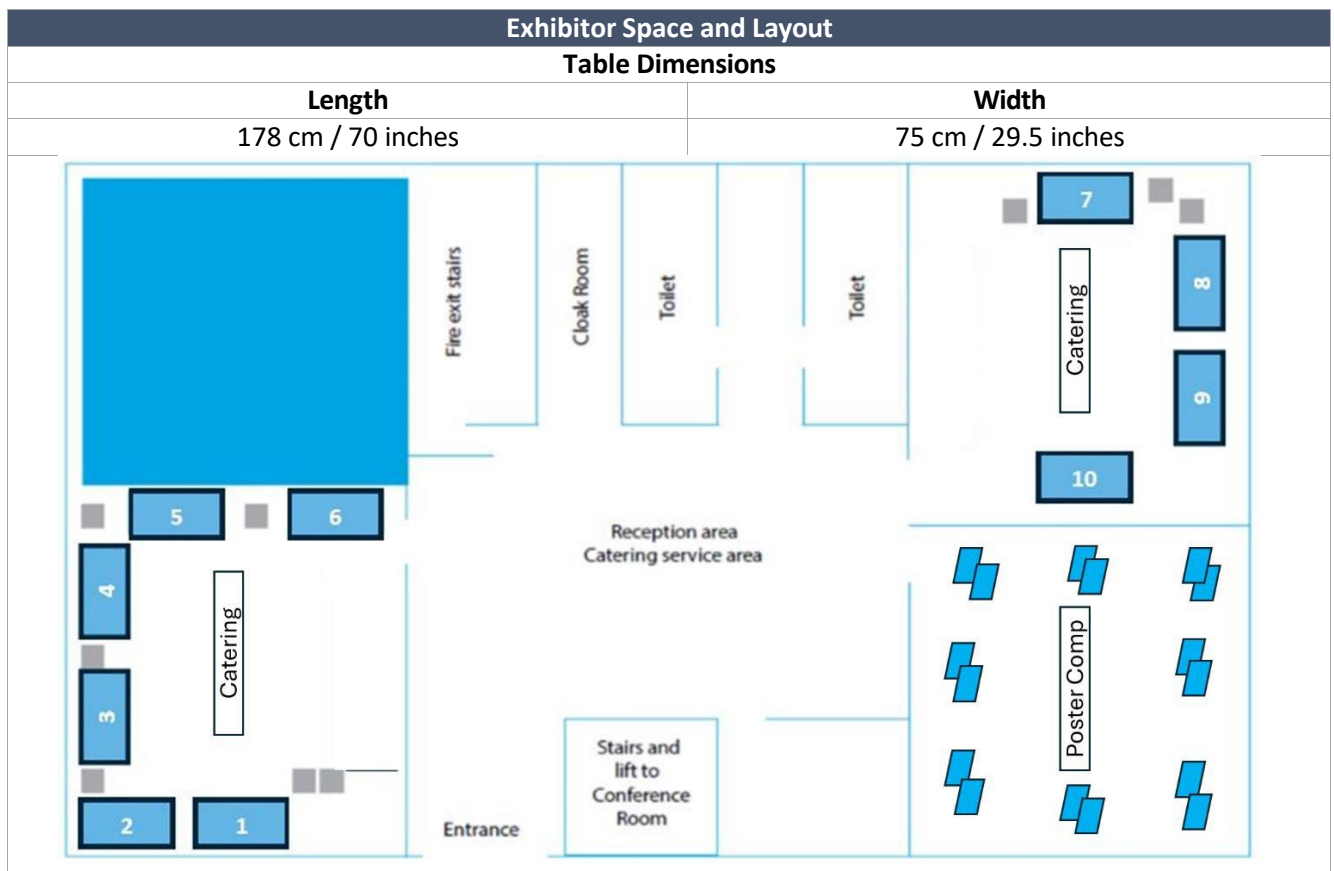 Exhibitor Space and Layout
Table Dimensions
Length
Width
178 cm / 70 inches
75 cm / 29.5 inches
Fire exit stairs
Cloak Room
Toilet
Toilet
7
8
9
10
Catering
5
6
4
3
2
1
Catering
Reception area
Catering service area
Stairs and
lift to
Conference
Room
Entrance
Poster Comp